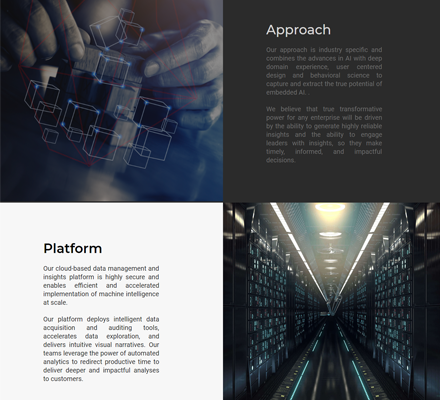 Approach
Our approach is industry specific and
combines the advances in AI with deep
domain experience, user centered
design and behavioral science to
capture and extract the true potential of
embedded AI. .
We believe that true transformative
power for any enterprise will be driven
by the ability to generate highly reliable
insights and the ability to engage
leaders with insights, so they make
timely, informed, and impactful
decisions.
Platform
Our cloud-based data management and
insights platform is highly secure and
enables efficient and accelerated
implementation of machine intelligence
at scale.
Our platform deploys intelligent data
acquisition and auditing tools,
accelerates data exploration, and
delivers intuitive visual narratives. Our
teams leverage the power of automated
analytics to redirect productive time to
deliver deeper and impactful analyses
to customers.